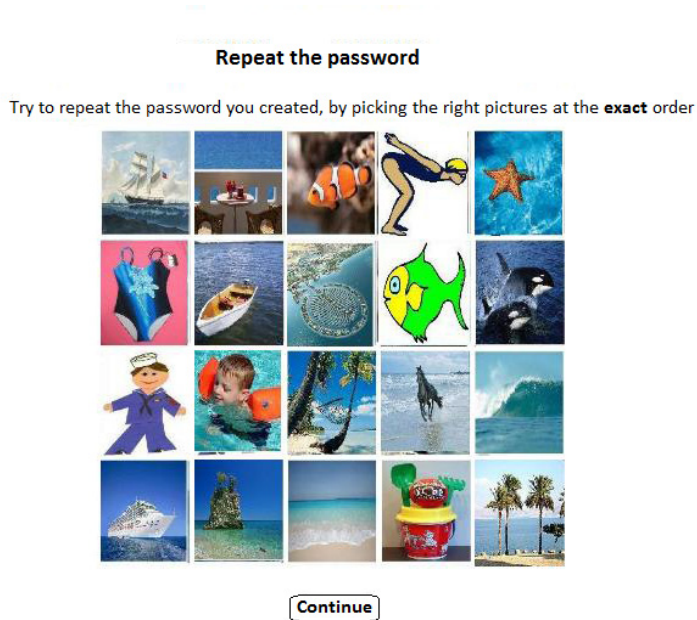 Repeat the password
Try to repeat the password you created, by picking the right pictures at the exact order
Continue